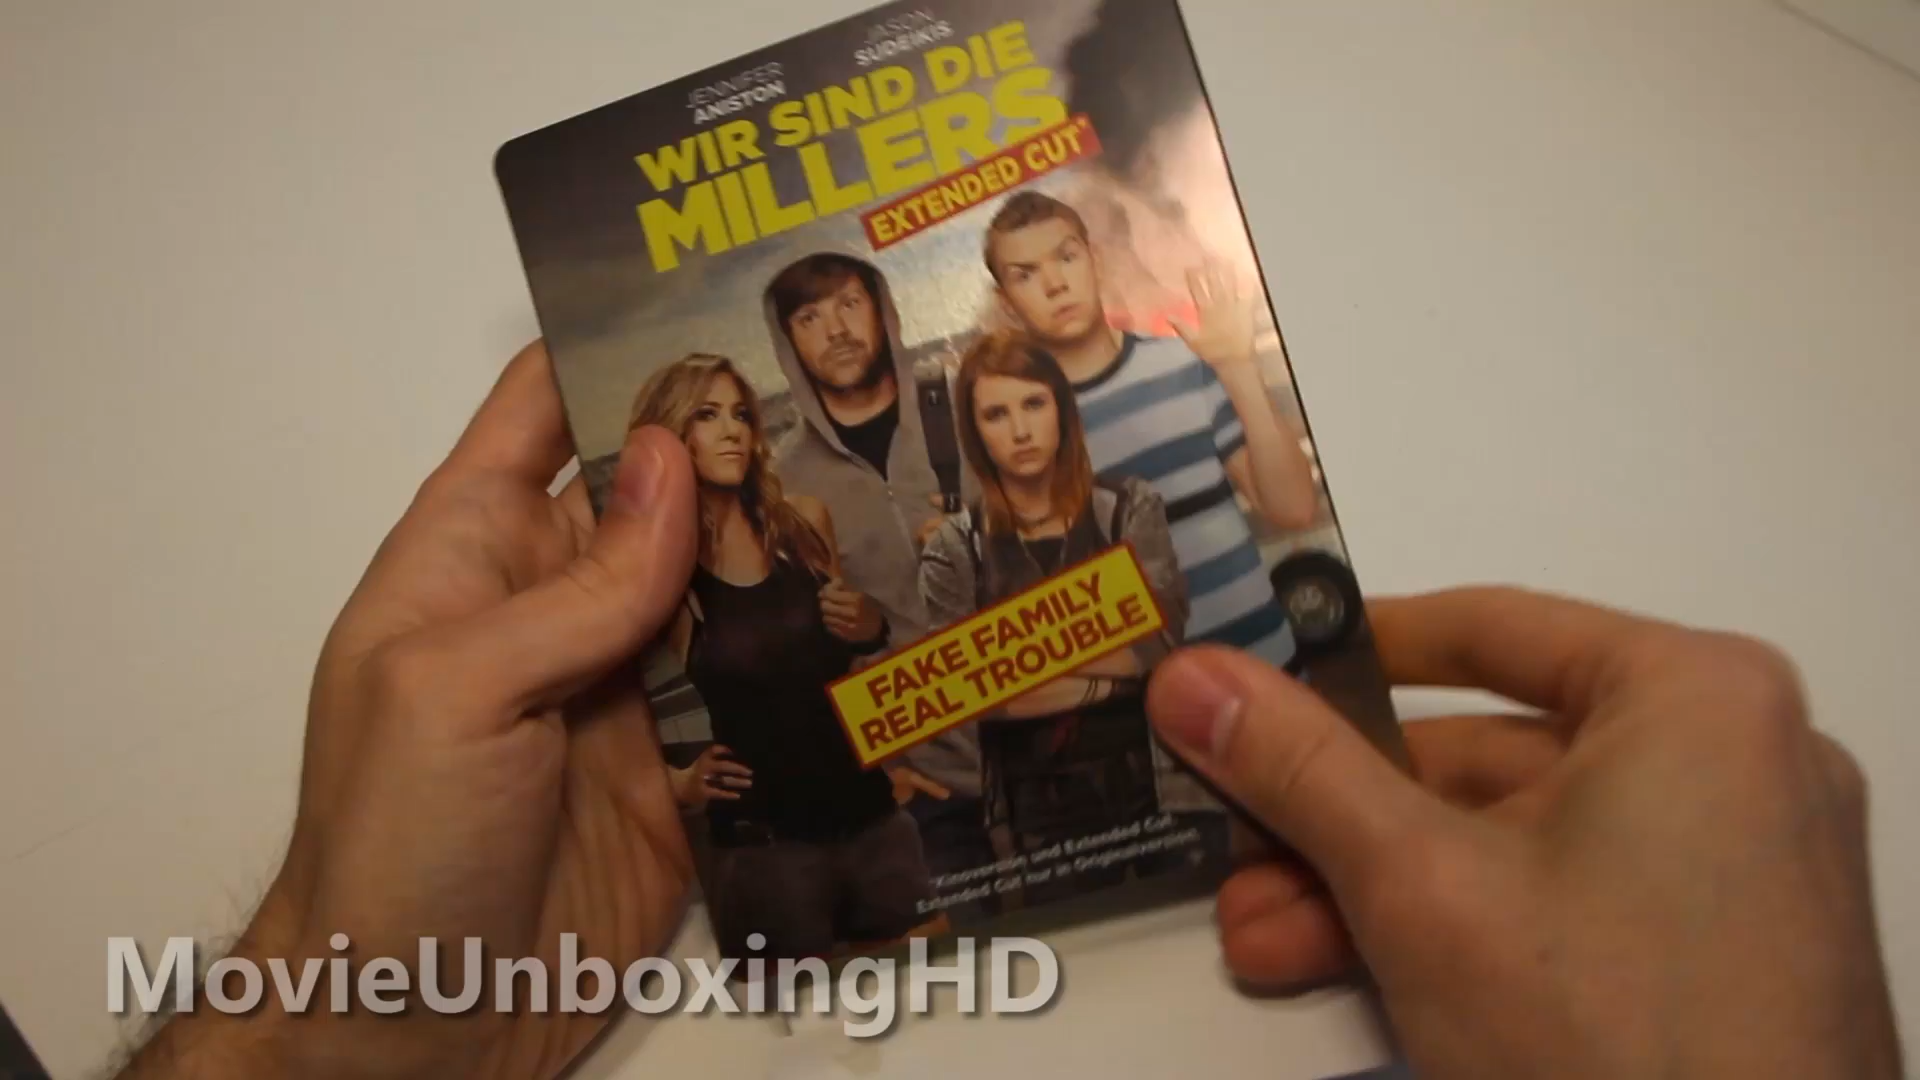 JENNIFER
ANISTON
JASON
SUDEIKIS
WIR SIND DIE
MILLERS
EXTENDED CUT*
FAKE FAMILY
REAL TROUBLE
*Kinoversion und Extended Cut.
Extended Cut nur in Originalversion.
MovieUnboxingHD